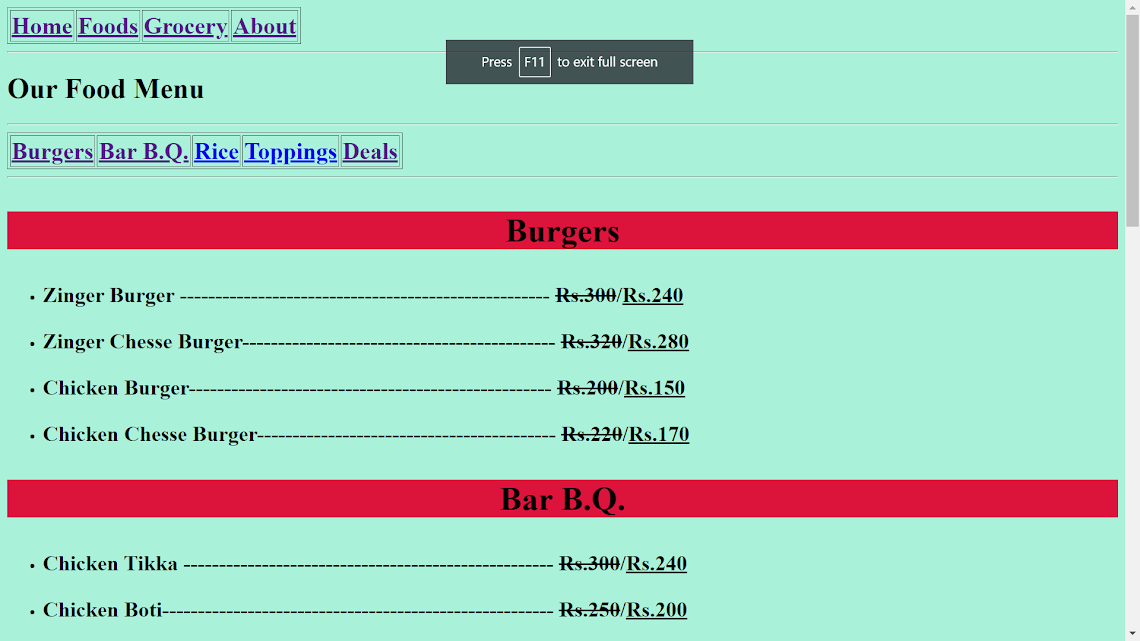 Home Foods Grocery About
Press F11 to exit full screen
Our Food Menu
Burgers Bar B.Q. Rice Toppings Deals
Burgers
• Zinger Burger ---------------------------------------------------- Rs.300/Rs.240
• Zinger Chesse Burger-------------------------------------------- Rs.320/Rs.280
• Chicken Burger--------------------------------------------------- Rs.200/Rs.150
• Chicken Chesse Burger------------------------------------------ Rs.220/Rs.170
Bar B.Q.
• Chicken Tikka ---------------------------------------------------- Rs.300/Rs.240
• Chicken Boti------------------------------------------------------- Rs.250/Rs.200